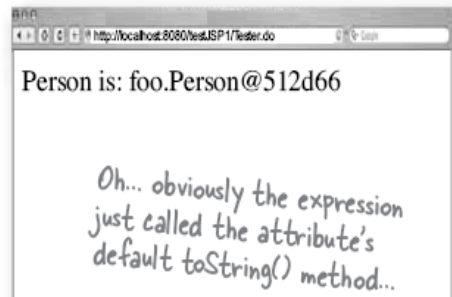 http://localhost:8080/testJSP1/Tester.do
Person is: foo.Person@512d66
Oh... obviously the expression
just called the attribute's
default toString() method...